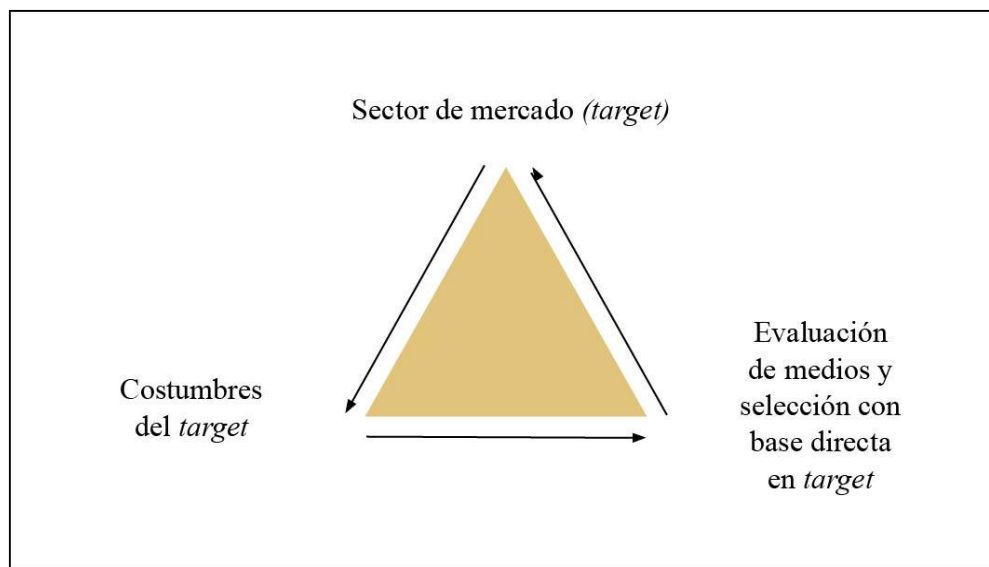 Sector de mercado (target)
Costumbres
del target
Evaluación
de medios y
selección con
base directa
en target